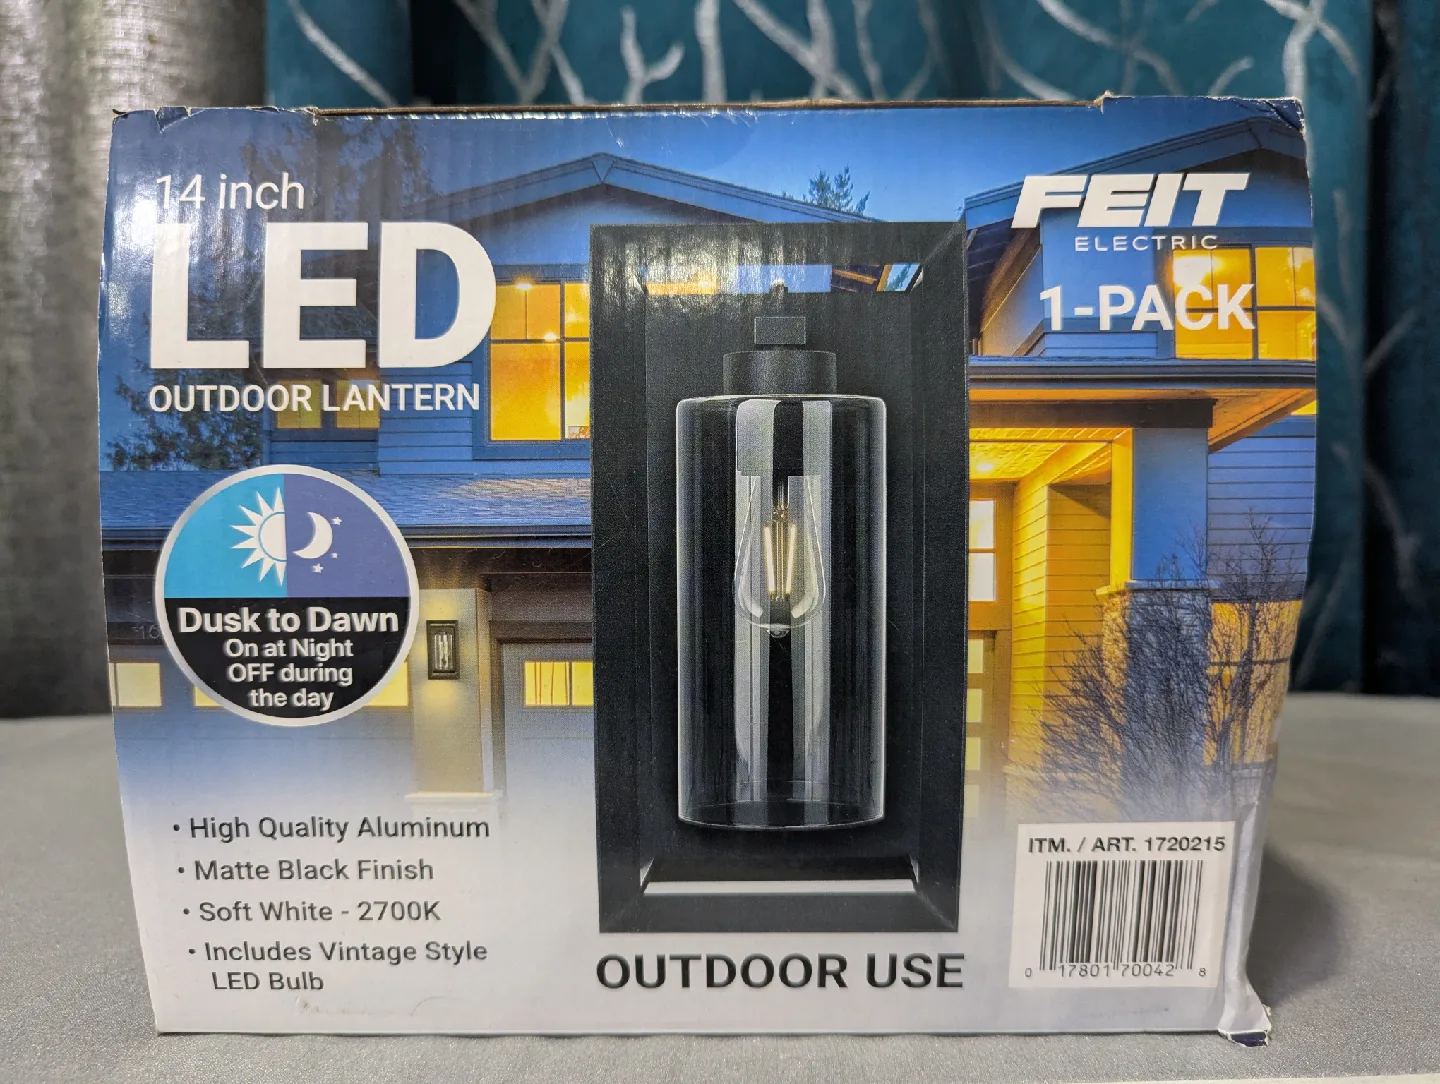 14 inch
LED
OUTDOOR LANTERN
FEIT
ELECTRIC
1-PACK
Dusk to Dawn
On at Night
OFF during
the day
• High Quality Aluminum
• Matte Black Finish
• Soft White - 2700K
• Includes Vintage Style
LED Bulb
OUTDOOR USE
ITM. / ART. 1720215
0 17801 70042 8